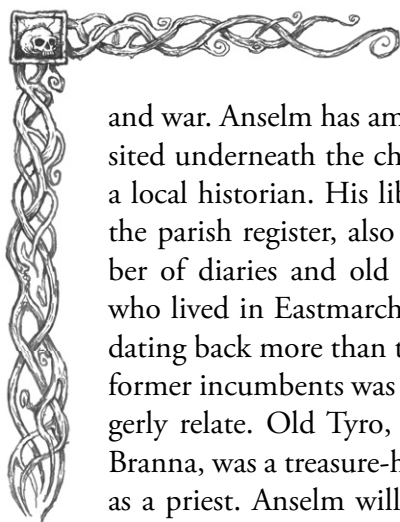 and war. Anselm has am
sited underneath the ch
a local historian. His lib
the parish register, also
ber of diaries and old
who lived in Eastmarch
dating back more than t
former incumbents was
gerly relate. Old Tyro,
Branna, was a treasure-h
as a priest. Anselm will